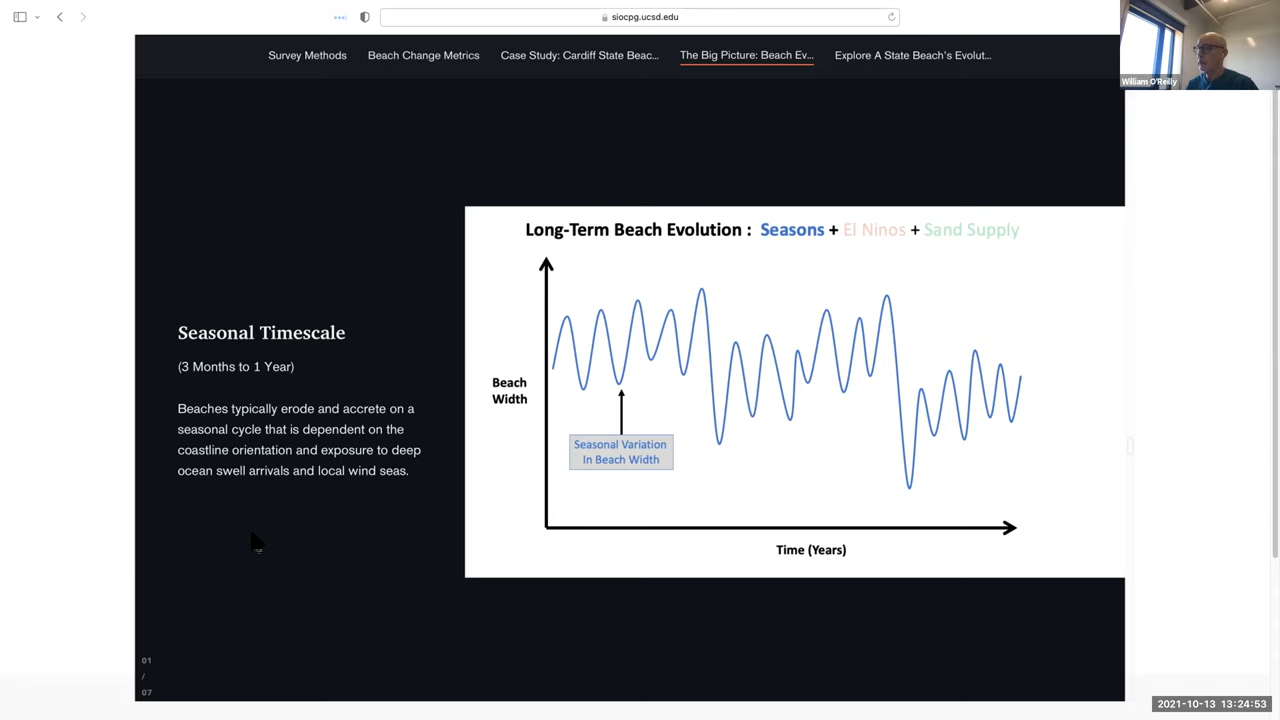 siocpg.ucsd.edu
Survey Methods
Beach Change Metrics
Case Study: Cardiff State Beac...
The Big Picture: Beach Ev...
Explore A State Beach's Evolut...
William O'Reilly
Long-Term Beach Evolution : Seasons + El Ninos + Sand Supply
Seasonal Timescale
(3 Months to 1 Year)
Beaches typically erode and accrete on a
seasonal cycle that is dependent on the
coastline orientation and exposure to deep
ocean swell arrivals and local wind seas.
Beach
Width
Seasonal Variation
In Beach Width
Time (Years)
01
/
07
2021-10-13 13:24:53